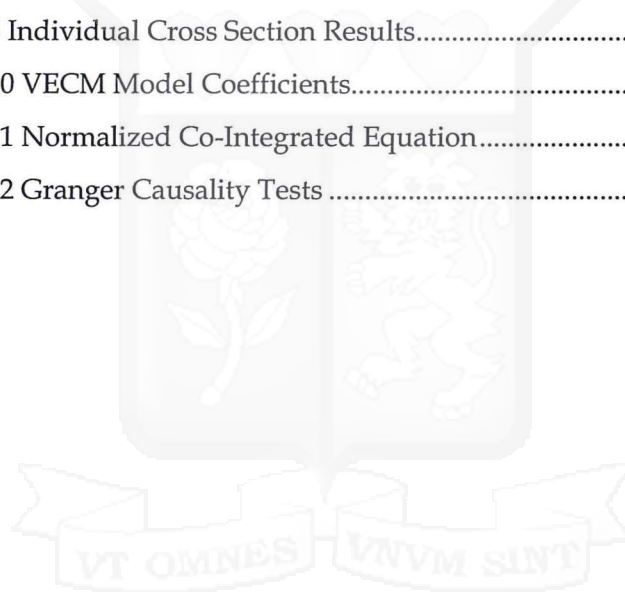 Individual Cross Section Results............................
0 VECM Model Coefficients....................................
1 Normalized Co-Integrated Equation...................
2 Granger Causality Tests .......................................
VT OMNES VNVM SINT